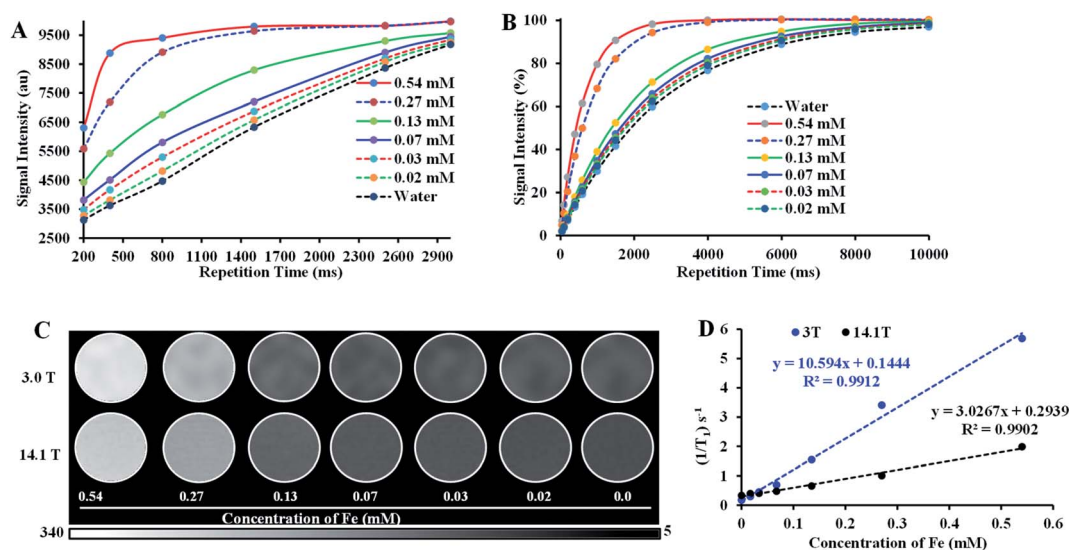 A
Signal Intensity (au)
9500
8500
7500
6500
5500
4500
3500
2500
200 500 800 1100 1400 1700 2000 2300 2600 2900
Repetition Time (ms)
0.54 mM
0.27 mM
0.13 mM
0.07 mM
0.03 mM
0.02 mM
Water
B
Signal Intensity (%)
100
80
60
40
20
0
0 2000 4000 6000 8000 10000
Repetition Time (ms)
Water
0.54 mM
0.27 mM
0.13 mM
0.07 mM
0.03 mM
0.02 mM
C
3.0 T
14.1 T
0.54 0.27 0.13 0.07 0.03 0.02 0.0
Concentration of Fe (mM)
340 5
D
3T 14.1T
y = 10.594x + 0.1444
R² = 0.9912
y = 3.0267x + 0.2939
R² = 0.9902
(1/T₁) s⁻¹
6
5
4
3
2
1
0
0 0.1 0.2 0.3 0.4 0.5 0.6
Concentration of Fe (mM)